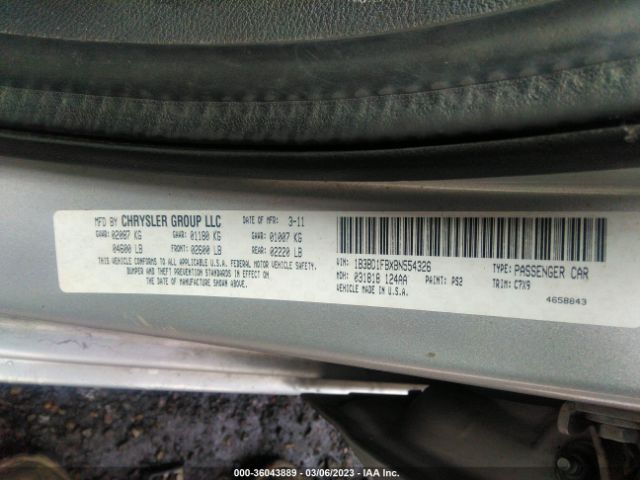 MFD BY CHRYSLER GROUP LLC DATE OF MFR: 3-11
GVWR: 02087 KG GAWR: 01180 KG GAWR: 01007 KG
04600 LB FRONT: 02600 LB REAR: 02220 LB
THIS VEHICLE CONFORMS TO ALL APPLICABLE U.S.A. FEDERAL MOTOR VEHICLE SAFETY,
BUMPER AND THEFT PREVENTION STANDARDS IN EFFECT ON
THE DATE OF MANUFACTURE SHOWN ABOVE.
VIN: 1B3BD1FBXBN554326 TYPE: PASSENGER CAR
MDH: 031818 124AA PAINT: PS2 TRIM: C7X9
VEHICLE MADE IN U.S.A. 4658843
000-36043889 — 03/06/2023 — IAA Inc.